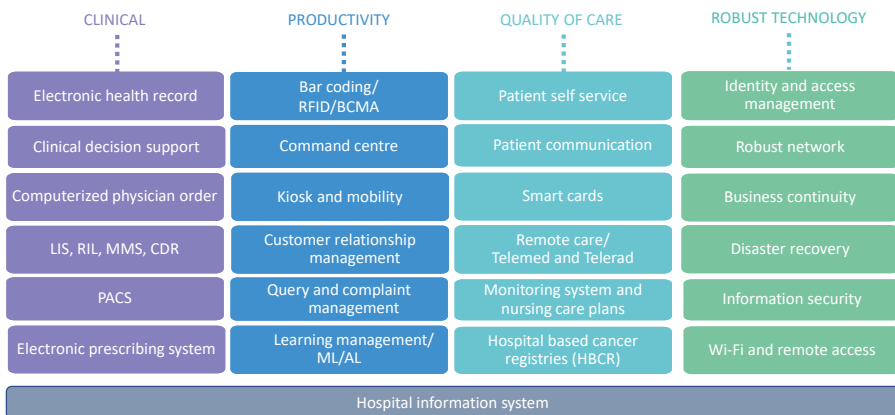 CLINICAL
PRODUCTIVITY
QUALITY OF CARE
ROBUST TECHNOLOGY
Electronic health record
Bar coding/
RFID/BCMA
Patient self service
Identity and access
management
Clinical decision support
Command centre
Patient communication
Robust network
Computerized physician order
Kiosk and mobility
Smart cards
Business continuity
LIS, RIL, MMS, CDR
Customer relationship
management
Remote care/
Telemed and Telerad
Disaster recovery
PACS
Query and complaint
management
Monitoring system and
nursing care plans
Information security
Electronic prescribing system
Learning management/
ML/AL
Hospital based cancer
registries (HBCR)
Wi-Fi and remote access
Hospital information system